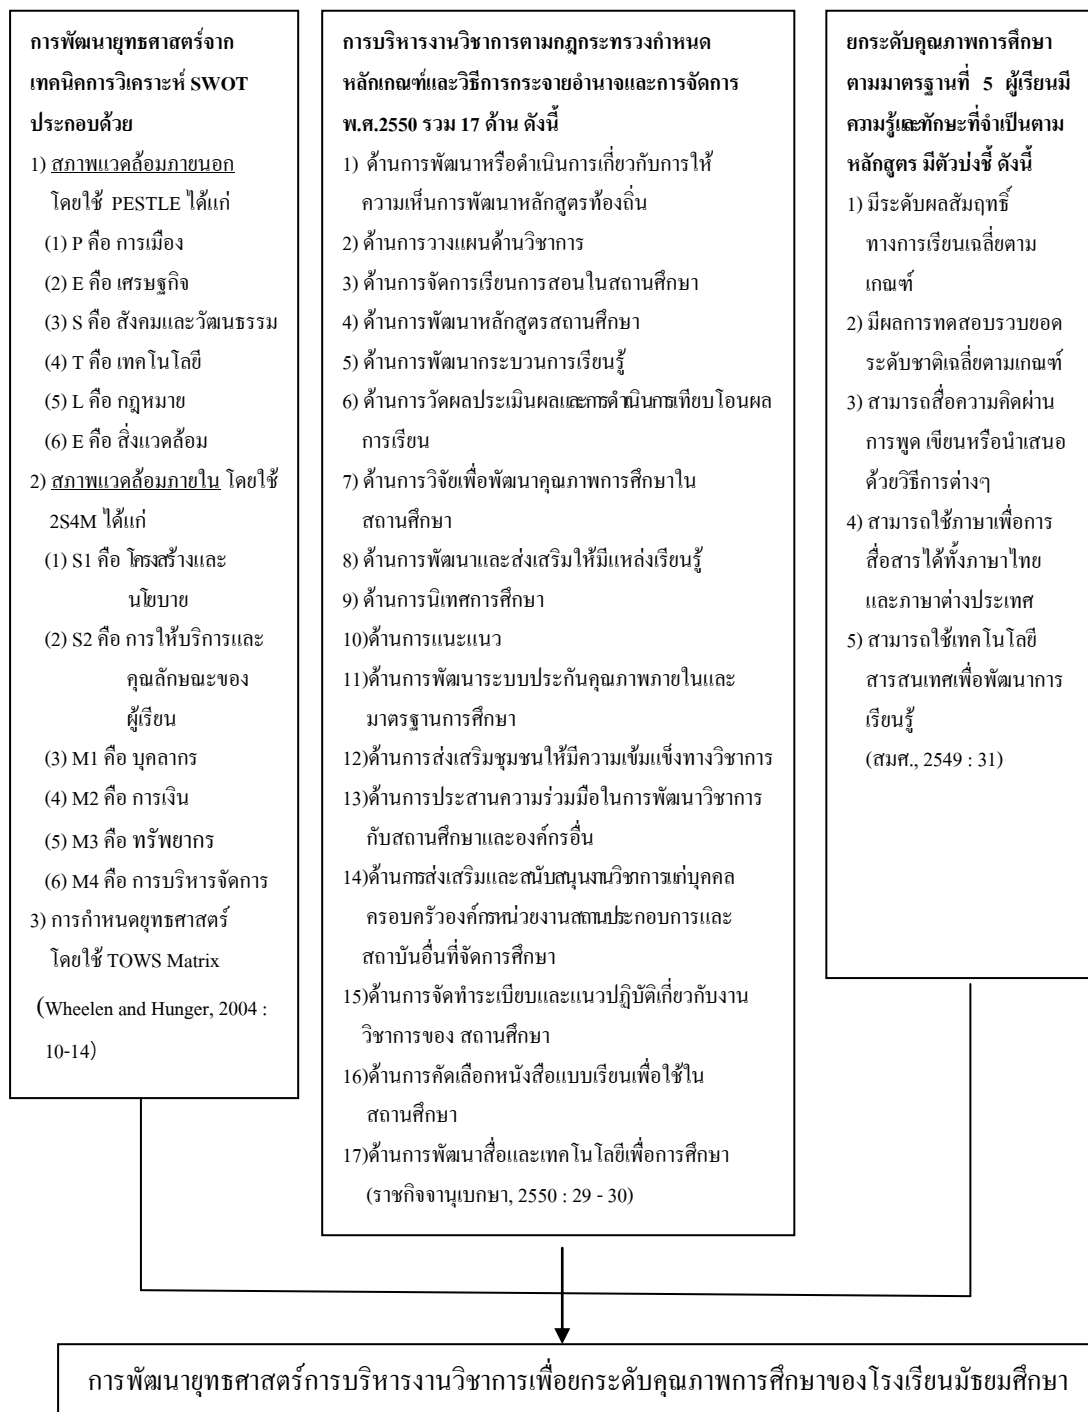 การพัฒนายุทธศาสตร์จาก
เทคนิคการวิเคราะห์ SWOT
ประกอบด้วย
1) สภาพแวดล้อมภายนอก
โดยใช้ PESTLE ได้แก่
(1) P คือ การเมือง
(2) E คือ เศรษฐกิจ
(3) S คือ สังคมและวัฒนธรรม
(4) T คือ เทคโนโลยี
(5) L คือ กฎหมาย
(6) E คือ สิ่งแวดล้อม
2) สภาพแวดล้อมภายใน โดยใช้
2S4M ได้แก่
(1) S1 คือ โครงสร้างและ
นโยบาย
(2) S2 คือ การให้บริการและ
คุณลักษณะของ
ผู้เรียน
(3) M1 คือ บุคลากร
(4) M2 คือ การเงิน
(5) M3 คือ ทรัพยากร
(6) M4 คือ การบริหารจัดการ
3) การกำหนดยุทธศาสตร์
โดยใช้ TOWS Matrix
(Wheelen and Hunger, 2004 :
10-14)
การบริหารงานวิชาการตามกฎกระทรวงกำหนด
หลักเกณฑ์และวิธีการกระจายอำนาจและการจัดการ
พ.ศ.2550 รวม 17 ด้าน ดังนี้
1) ด้านการพัฒนาหรือดำเนินการเกี่ยวกับการให้
ความเห็นการพัฒนาหลักสูตรท้องถิ่น
2) ด้านการวางแผนด้านวิชาการ
3) ด้านการจัดการเรียนการสอนในสถานศึกษา
4) ด้านการพัฒนาหลักสูตรสถานศึกษา
5) ด้านการพัฒนากระบวนการเรียนรู้
6) ด้านการวัดผลประเมินผลและการดำเนินการเทียบโอนผล
การเรียน
7) ด้านการวิจัยเพื่อพัฒนาคุณภาพการศึกษาใน
สถานศึกษา
8) ด้านการพัฒนาและส่งเสริมให้มีแหล่งเรียนรู้
9) ด้านการนิเทศการศึกษา
10)ด้านการแนะแนว
11)ด้านการพัฒนาระบบประกันคุณภาพภายในและ
มาตรฐานการศึกษา
12)ด้านการส่งเสริมชุมชนให้มีความเข้มแข็งทางวิชาการ
13)ด้านการประสานความร่วมมือในการพัฒนาวิชาการ
กับสถานศึกษาและองค์กรอื่น
14)ด้านการส่งเสริมและสนับสนุนงานวิชาการแก่บุคคล
ครอบครัวองค์กรหน่วยงานสถานประกอบการและ
สถาบันอื่นที่จัดการศึกษา
15)ด้านการจัดทำระเบียบและแนวปฏิบัติเกี่ยวกับงาน
วิชาการของ สถานศึกษา
16)ด้านการคัดเลือกหนังสือแบบเรียนเพื่อใช้ใน
สถานศึกษา
17)ด้านการพัฒนาสื่อและเทคโนโลยีเพื่อการศึกษา
(ราชกิจจานุเบกษา, 2550 : 29 - 30)
ยกระดับคุณภาพการศึกษา
ตามมาตรฐานที่ 5 ผู้เรียนมี
ความรู้และทักษะที่จำเป็นตาม
หลักสูตร มีตัวบ่งชี้ ดังนี้
1) มีระดับผลสัมฤทธิ์
ทางการเรียนเฉลี่ยตาม
เกณฑ์
2) มีผลการทดสอบรวบยอด
ระดับชาติเฉลี่ยตามเกณฑ์
3) สามารถสื่อความคิดผ่าน
การพูด เขียนหรือนำเสนอ
ด้วยวิธีการต่างๆ
4) สามารถใช้ภาษาเพื่อการ
สื่อสารได้ทั้งภาษาไทย
และภาษาต่างประเทศ
5) สามารถใช้เทคโนโลยี
สารสนเทศเพื่อพัฒนาการ
เรียนรู้
(สมศ., 2549 : 31)
การพัฒนายุทธศาสตร์การบริหารงานวิชาการเพื่อยกระดับคุณภาพการศึกษาของโรงเรียนมัธยมศึกษา